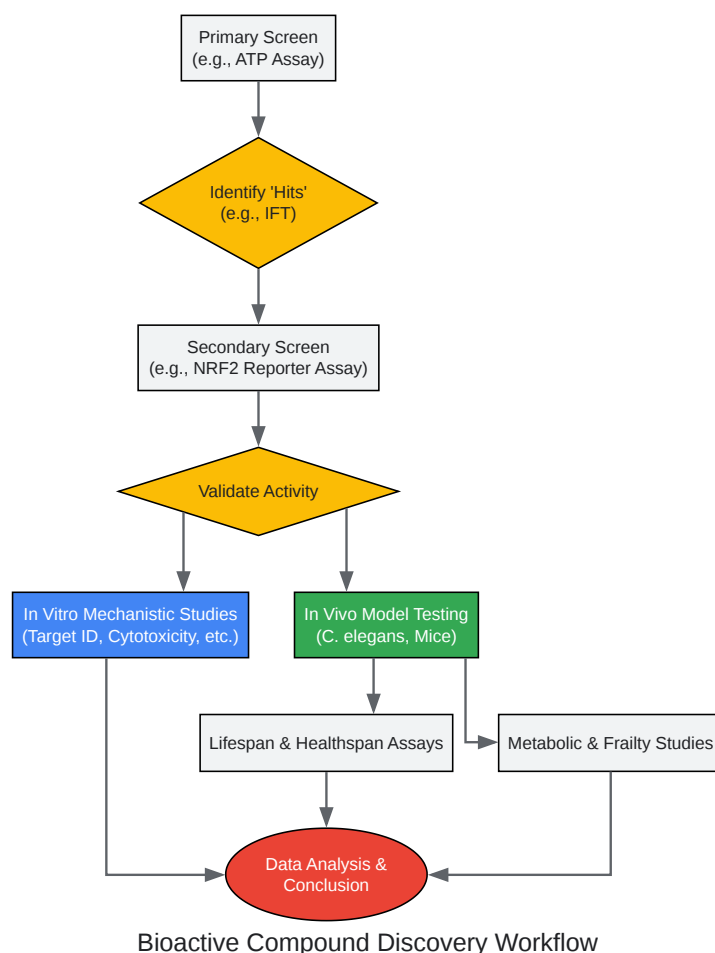 Primary Screen
(e.g., ATP Assay)
Identify 'Hits'
(e.g., IFT)
Secondary Screen
(e.g., NRF2 Reporter Assay)
Validate Activity
In Vitro Mechanistic Studies
(Target ID, Cytotoxicity, etc.)
In Vivo Model Testing
(C. elegans, Mice)
Lifespan & Healthspan Assays
Metabolic & Frailty Studies
Data Analysis &
Conclusion
Bioactive Compound Discovery Workflow